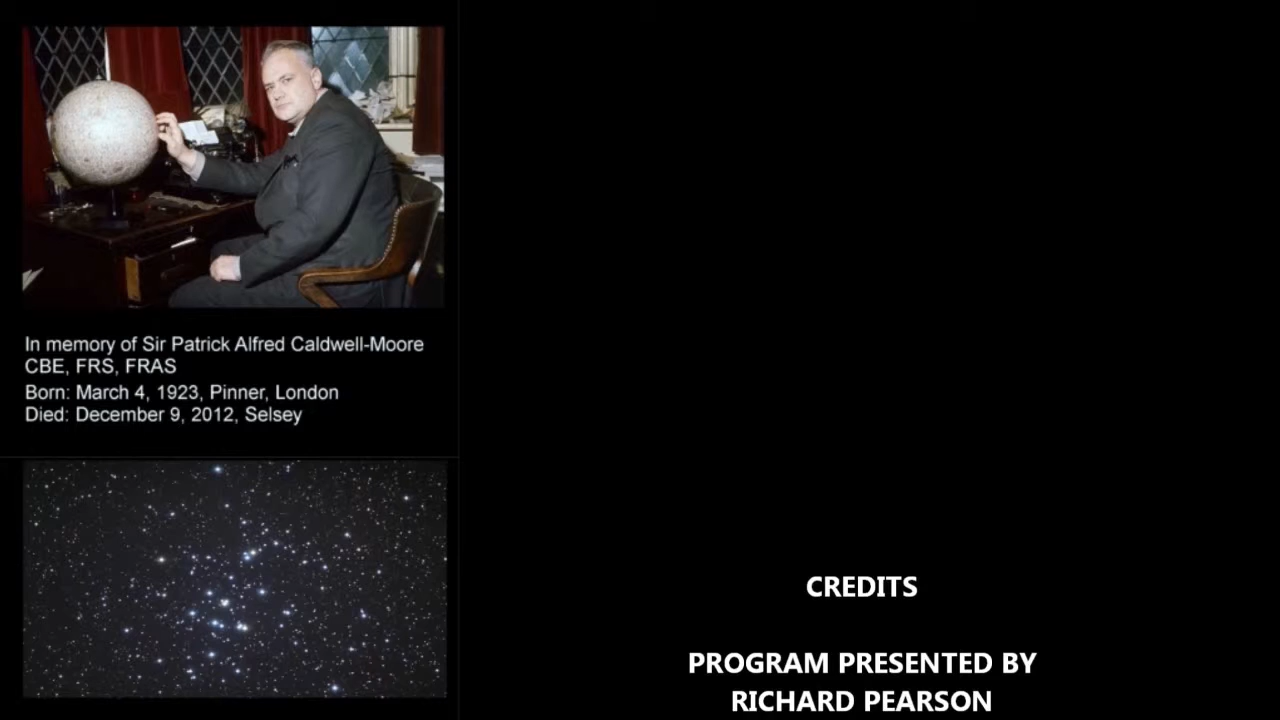 In memory of Sir Patrick Alfred Caldwell-Moore
CBE, FRS, FRAS
Born: March 4, 1923, Pinner, London
Died: December 9, 2012, Selsey
CREDITS
PROGRAM PRESENTED BY
RICHARD PEARSON